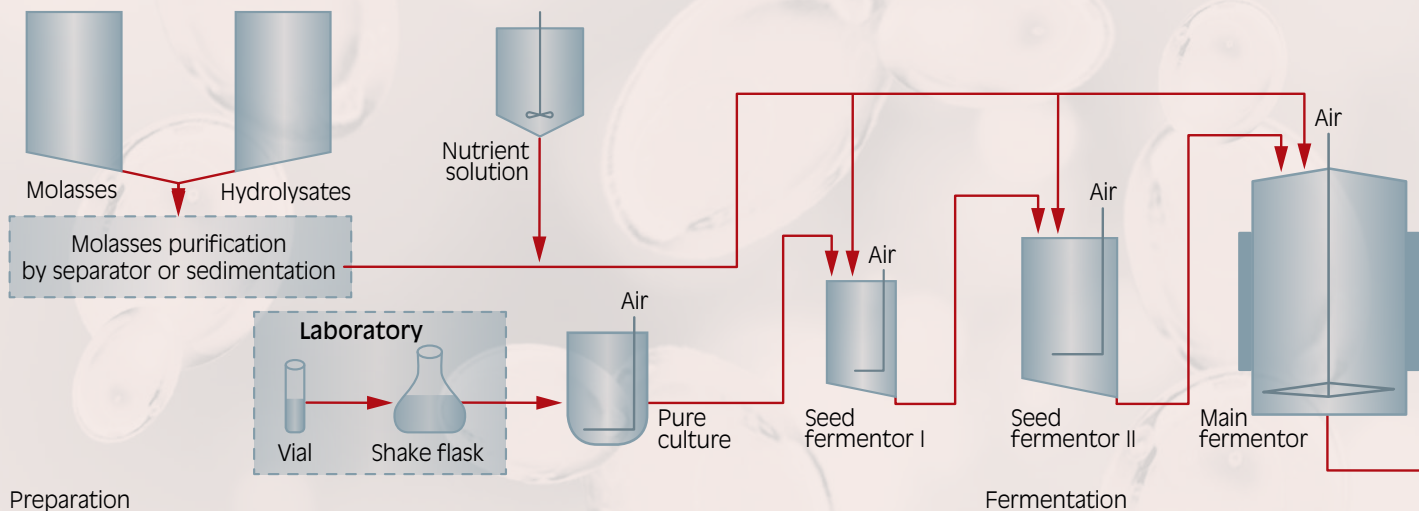 Molasses
Hydrolysates
Molasses purification
by separator or sedimentation
Nutrient
solution
Laboratory
Vial
Shake flask
Air
Pure
culture
Air
Seed
fermentor I
Air
Seed
fermentor II
Air
Main
fermentor
Preparation
Fermentation